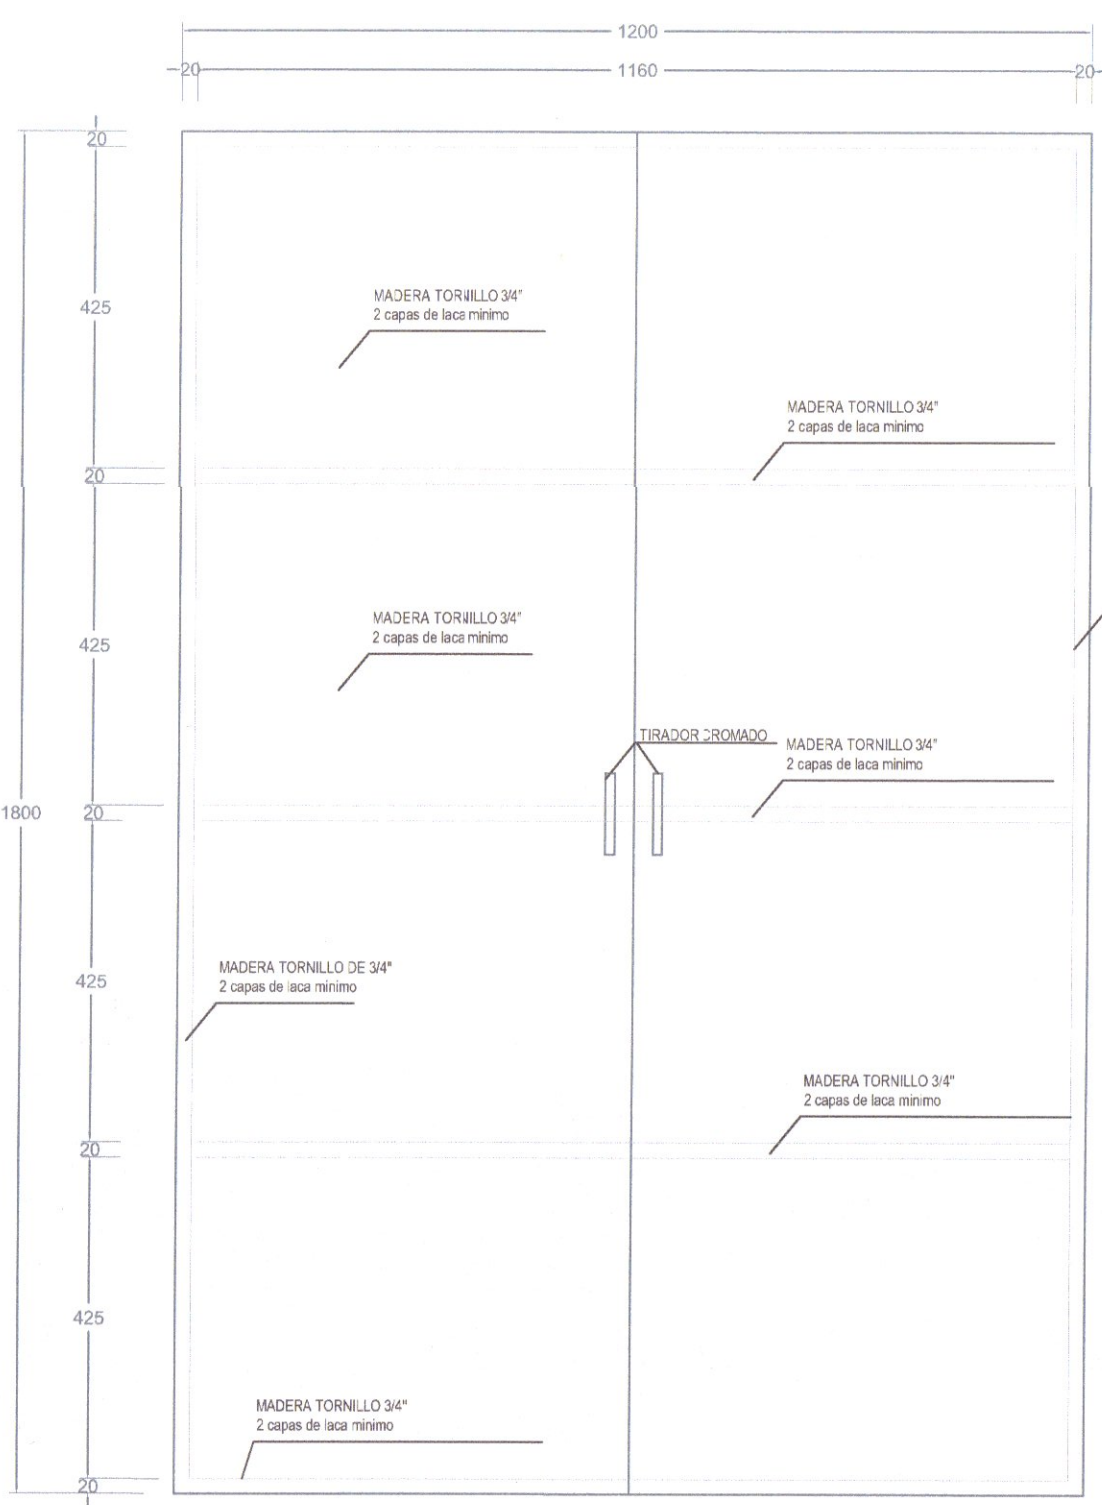 1200
20
1160
20
20
425
MADERA TORNILLO 3/4"
2 capas de laca minimo
MADERA TORNILLO 3/4"
2 capas de laca minimo
20
MADERA TORNILLO 3/4"
2 capas de laca minimo
425
TIRADOR CROMADO
MADERA TORNILLO 3/4"
2 capas de laca minimo
1800
20
MADERA TORNILLO DE 3/4"
2 capas de laca minimo
425
MADERA TORNILLO 3/4"
2 capas de laca minimo
20
425
MADERA TORNILLO 3/4"
2 capas de laca minimo
20